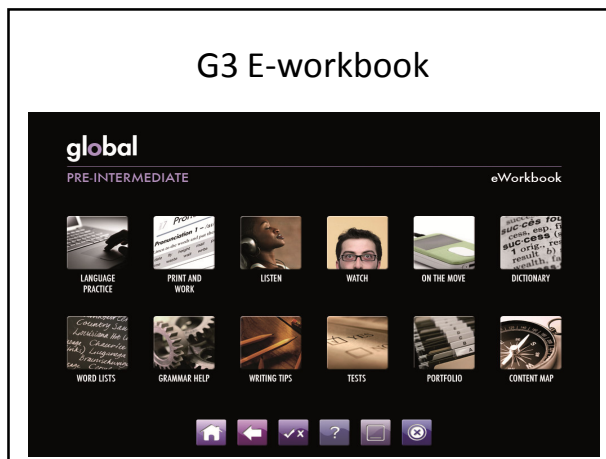 G3 E-workbook
global
PRE-INTERMEDIATE eWorkbook
LANGUAGE PRACTICE
PRINT AND WORK
LISTEN
WATCH
ON THE MOVE
DICTIONARY
WORD LISTS
GRAMMAR HELP
WRITING TIPS
TESTS
PORTFOLIO
CONTENT MAP